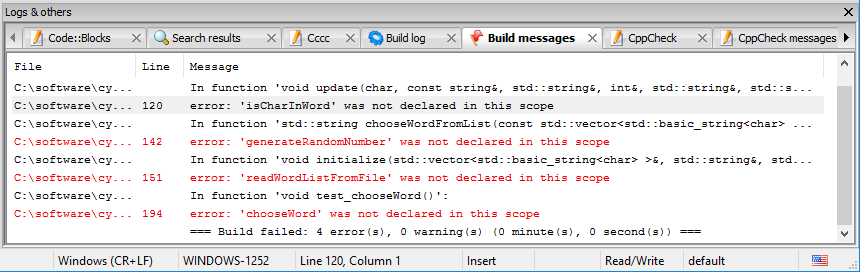 Logs & others
Code::Blocks Search results Cccc Build log Build messages CppCheck CppCheck messages
File Line Message
C:\software\cy... In function 'void update(char, const string&, int&, std::string&, std::s...
C:\software\cy... 120 error: 'isCharInWord' was not declared in this scope
C:\software\cy... In function 'std::string chooseWordFromList(const std::vector<std::basic_string<char> ...
C:\software\cy... 142 error: 'generateRandomNumber' was not declared in this scope
C:\software\cy... In function 'void initialize(std::vector<std::basic_string<char> >&, std::string&, std...
C:\software\cy... 151 error: 'readWordListFromFile' was not declared in this scope
C:\software\cy... In function 'void test_chooseWord()':
C:\software\cy... 194 error: 'chooseWord' was not declared in this scope
=== Build failed: 4 error(s), 0 warning(s) (0 minute(s), 0 second(s)) ===
Windows (CR+LF) WINDOWS-1252 Line 120, Column 1 Insert Read/Write default